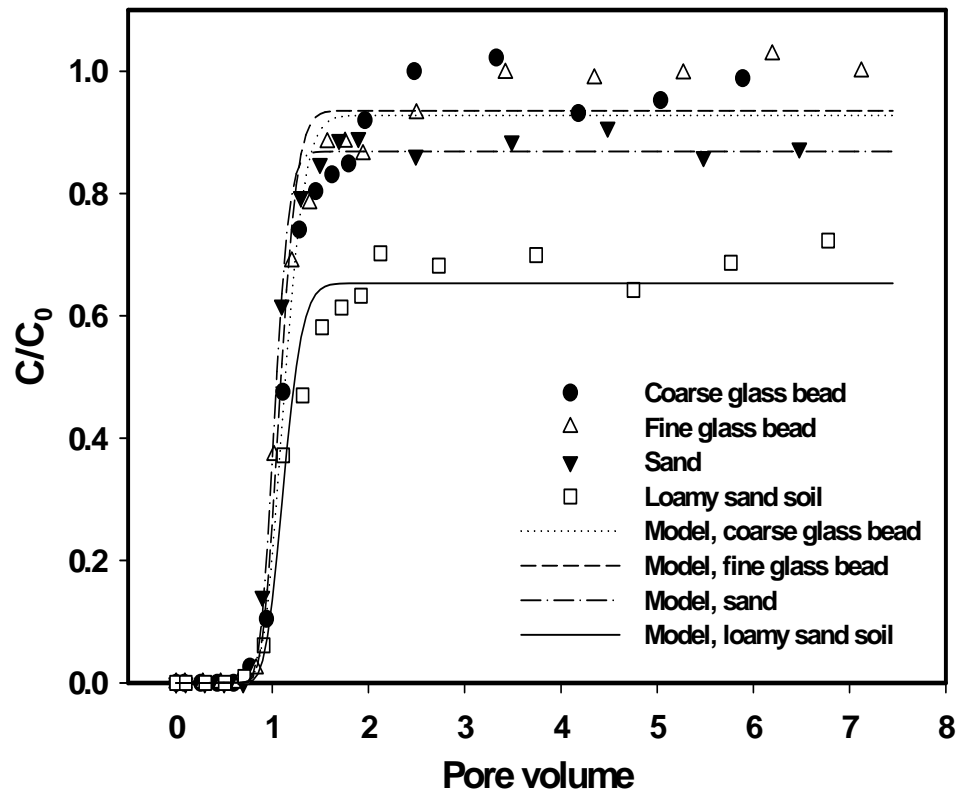 C/C0
1.0
0.8
0.6
0.4
0.2
0.0
Coarse glass bead
Fine glass bead
Sand
Loamy sand soil
Model, coarse glass bead
Model, fine glass bead
Model, sand
Model, loamy sand soil
0 1 2 3 4 5 6 7 8
Pore volume